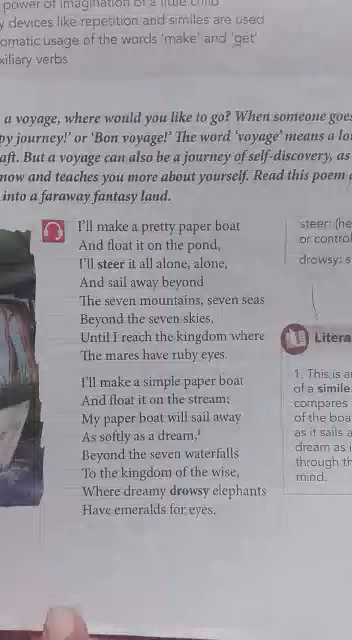 power of imagination of a little child
y devices like repetition and similes are used
omatic usage of the words 'make' and 'get'
xiliary verbs
a voyage, where would you like to go? When someone goes
py journey!' or 'Bon voyage!' The word 'voyage' means a lo
aft. But a voyage can also be a journey of self-discovery, as
now and teaches you more about yourself. Read this poem
into a faraway fantasy land.
I'll make a pretty paper boat
And float it on the pond,
I'll steer it all alone, alone,
And sail away beyond
The seven mountains, seven seas
Beyond the seven skies,
Until I reach the kingdom where
The mares have ruby eyes.
I'll make a simple paper boat
And float it on the stream;
My paper boat will sail away
As softly as a dream,¹
Beyond the seven waterfalls
To the kingdom of the wise,
Where dreamy drowsy elephants
Have emeralds for eyes.
steer: (he
or contro
drowsy: s
Litera
1. This is a
of a simile
compares
of the boa
as it sails a
dream as i
through th
mind.